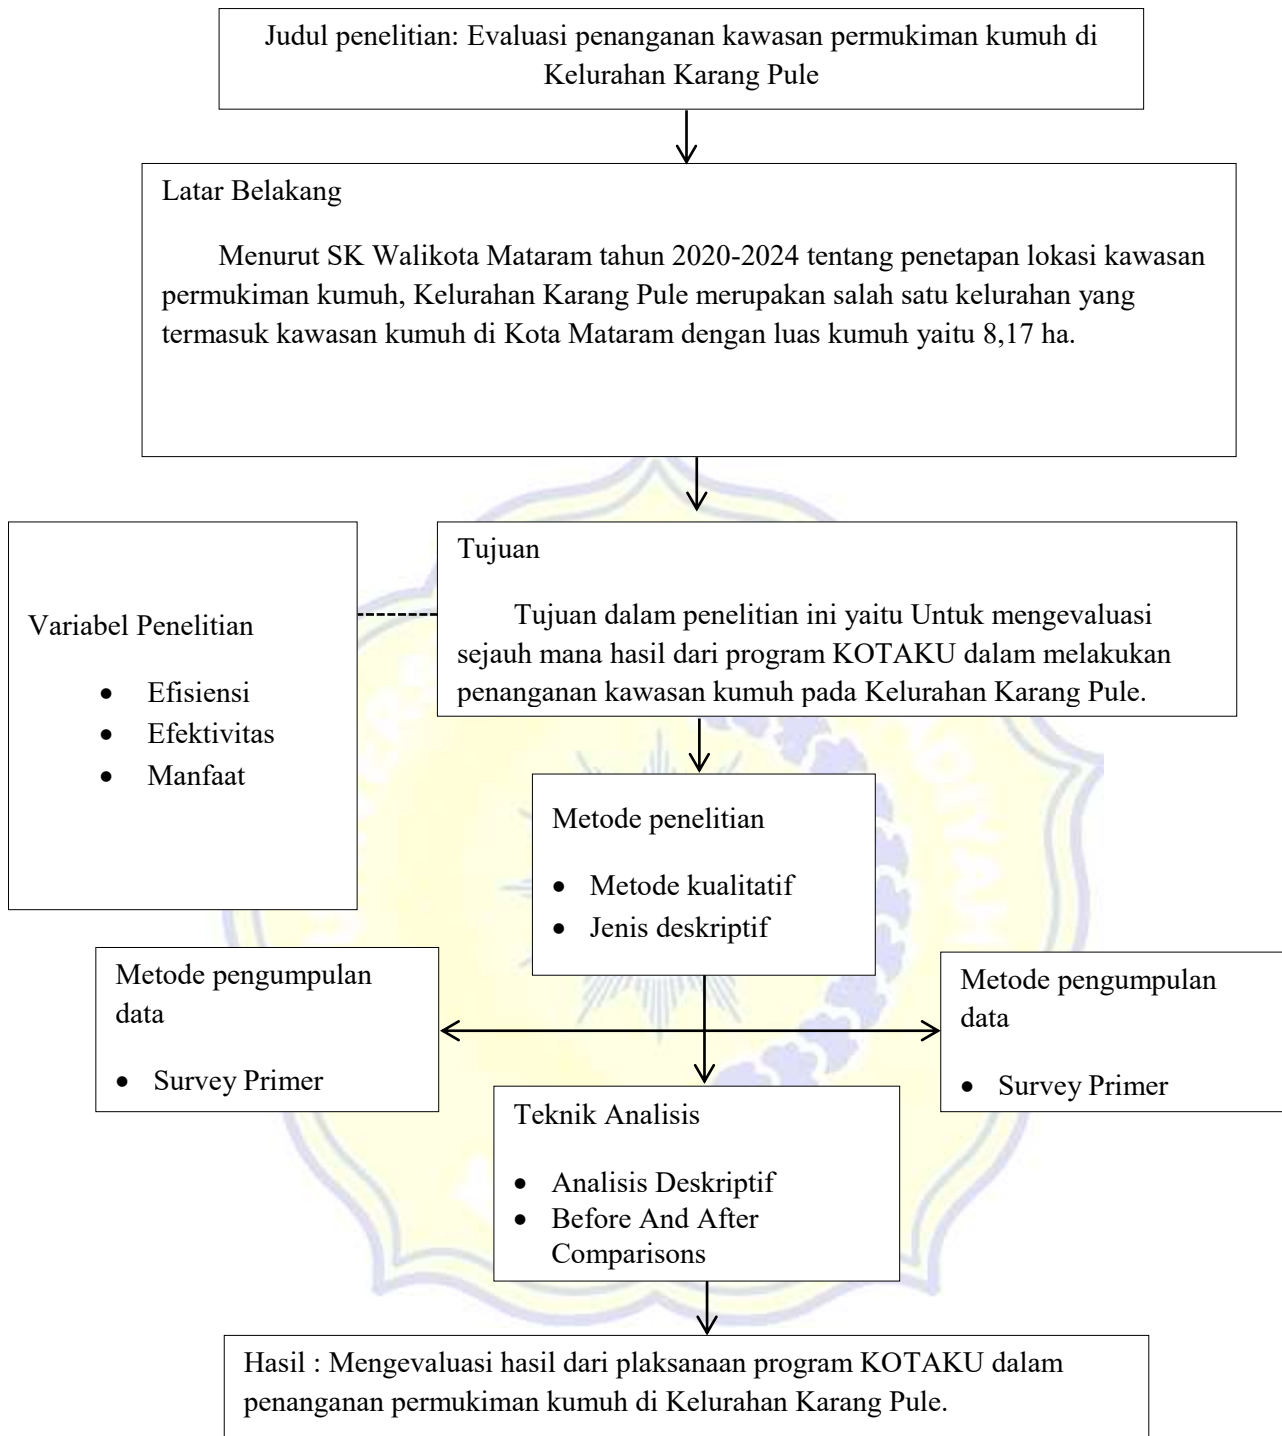 Judul penelitian: Evaluasi penanganan kawasan permukiman kumuh di
Kelurahan Karang Pule
Latar Belakang
Menurut SK Walikota Mataram tahun 2020-2024 tentang penetapan lokasi kawasan
permukiman kumuh, Kelurahan Karang Pule merupakan salah satu kelurahan yang
termasuk kawasan kumuh di Kota Mataram dengan luas kumuh yaitu 8,17 ha.
Variabel Penelitian
• Efisiensi
• Efektivitas
• Manfaat
Tujuan
Tujuan dalam penelitian ini yaitu Untuk mengevaluasi
sejauh mana hasil dari program KOTAKU dalam melakukan
penanganan kawasan kumuh pada Kelurahan Karang Pule.
Metode penelitian
• Metode kualitatif
• Jenis deskriptif
Metode pengumpulan
data
• Survey Primer
Metode pengumpulan
data
• Survey Primer
Teknik Analisis
• Analisis Deskriptif
• Before And After
Comparisons
Hasil : Mengevaluasi hasil dari plaksanaan program KOTAKU dalam
penanganan permukiman kumuh di Kelurahan Karang Pule.